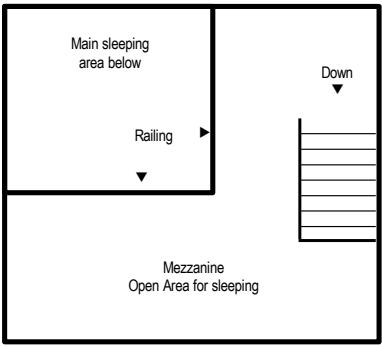 Main sleeping
area below
Down
Railing
Mezzanine
Open Area for sleeping